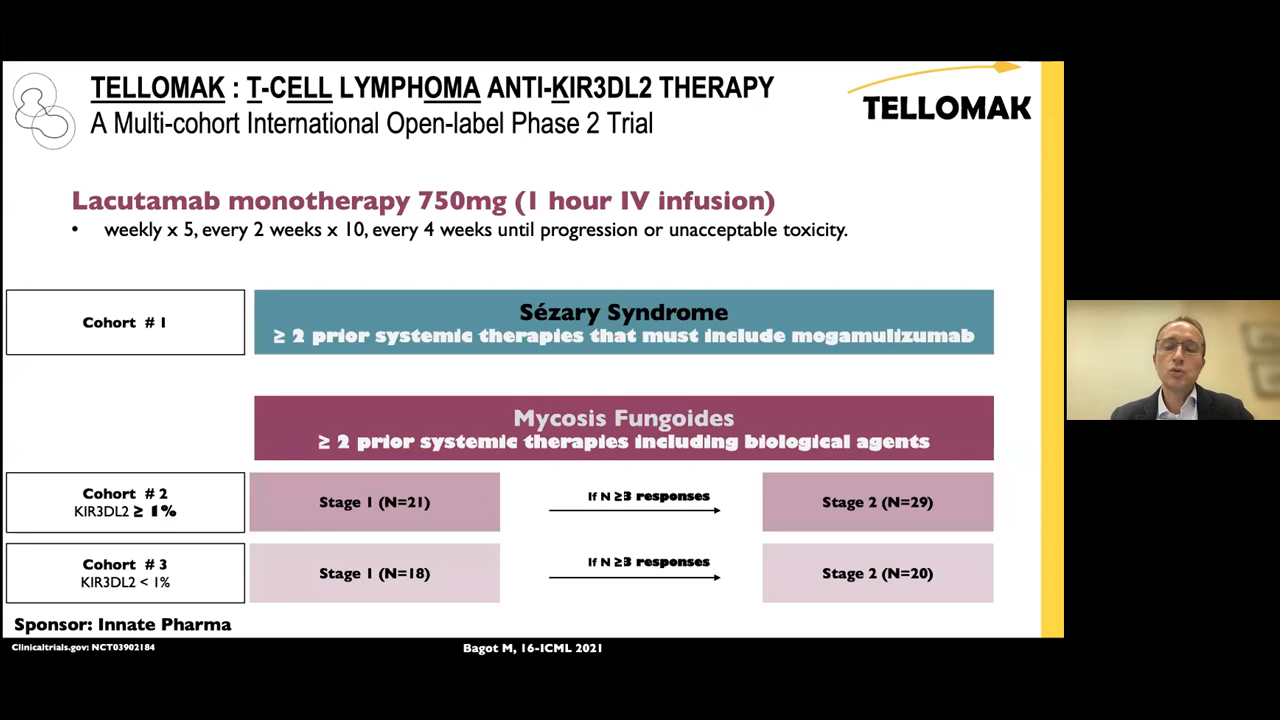 TELLOMAK : T-CELL LYMPHOMA ANTI-KIR3DL2 THERAPY
A Multi-cohort International Open-label Phase 2 Trial
TELLOMAK
Lacutamab monotherapy 750mg (1 hour IV infusion)
• weekly x 5, every 2 weeks x 10, every 4 weeks until progression or unacceptable toxicity.
Cohort # 1
Sézary Syndrome
≥ 2 prior systemic therapies that must include mogamulizumab
Mycosis Fungoides
≥ 2 prior systemic therapies including biological agents
Cohort # 2
KIR3DL2 ≥ 1%
Stage 1 (N=21)
If N ≥3 responses
Stage 2 (N=29)
Cohort # 3
KIR3DL2 < 1%
Stage 1 (N=18)
If N ≥3 responses
Stage 2 (N=20)
Sponsor: Innate Pharma
Clinicaltrials.gov: NCT03902184
Bagot M, 16-ICML 2021